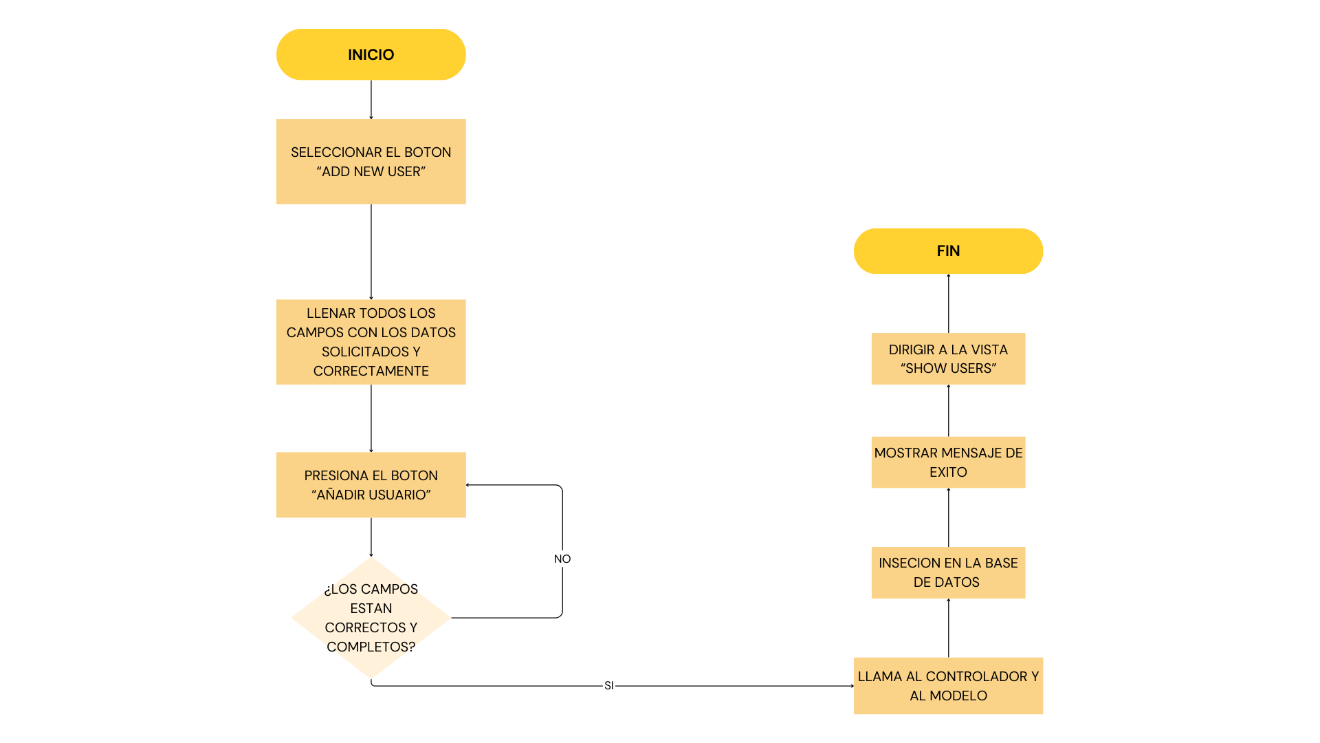 INICIO
SELECCIONAR EL BOTON
“ADD NEW USER”
LLENAR TODOS LOS
CAMPOS CON LOS DATOS
SOLICITADOS Y
CORRECTAMENTE
PRESIONA EL BOTON
“AÑADIR USUARIO”
NO
¿LOS CAMPOS
ESTAN
CORRECTOS Y
COMPLETOS?
SI
LLAMA AL CONTROLADOR Y
AL MODELO
INSECION EN LA BASE
DE DATOS
MOSTRAR MENSAJE DE
EXITO
DIRIGIR A LA VISTA
“SHOW USERS”
FIN